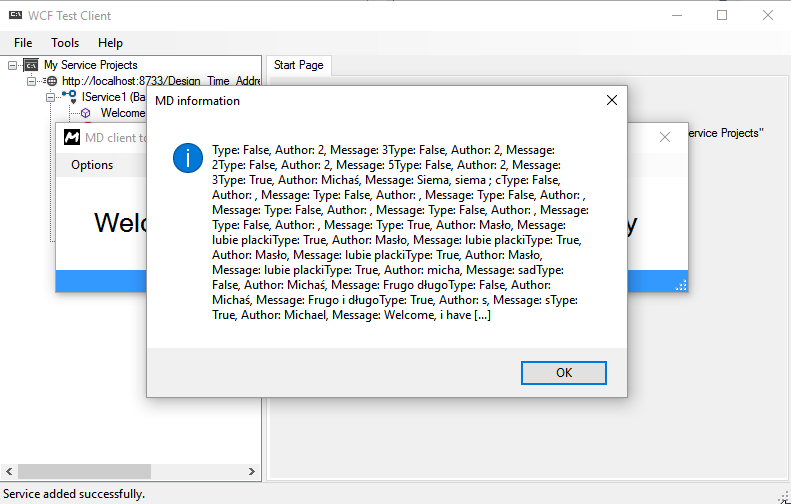 WCF Test Client
File Tools Help
My Service Projects
http://localhost:8733/Design_Time_Addre
IService1 (Ba
Welcome
Start Page
ervice Projects"
MD client to
Options
Welc
y
MD information
Type: False, Author: 2, Message: 3Type: False, Author: 2, Message:
2Type: False, Author: 2, Message: 5Type: False, Author: 2, Message:
3Type: True, Author: Michaś, Message: Siema, siema ; cType: False,
Author: , Message: Type: False, Author: , Message: Type: False, Author: ,
Message: Type: False, Author: , Message: Type: False, Author: , Message:
Type: False, Author: , Message: Type: True, Author: Masło, Message:
lubie plackiType: True, Author: Masło, Message: lubie plackiType: True,
Author: Masło, Message: lubie plackiType: True, Author: Masło,
Message: lubie plackiType: True, Author: micha, Message: sadType:
False, Author: Michaś, Message: Frugo długoType: False, Author:
Michaś, Message: Frugo i długoType: True, Author: s, Message: sType:
True, Author: Michael, Message: Welcome, i have [...]
OK
Service added successfully.